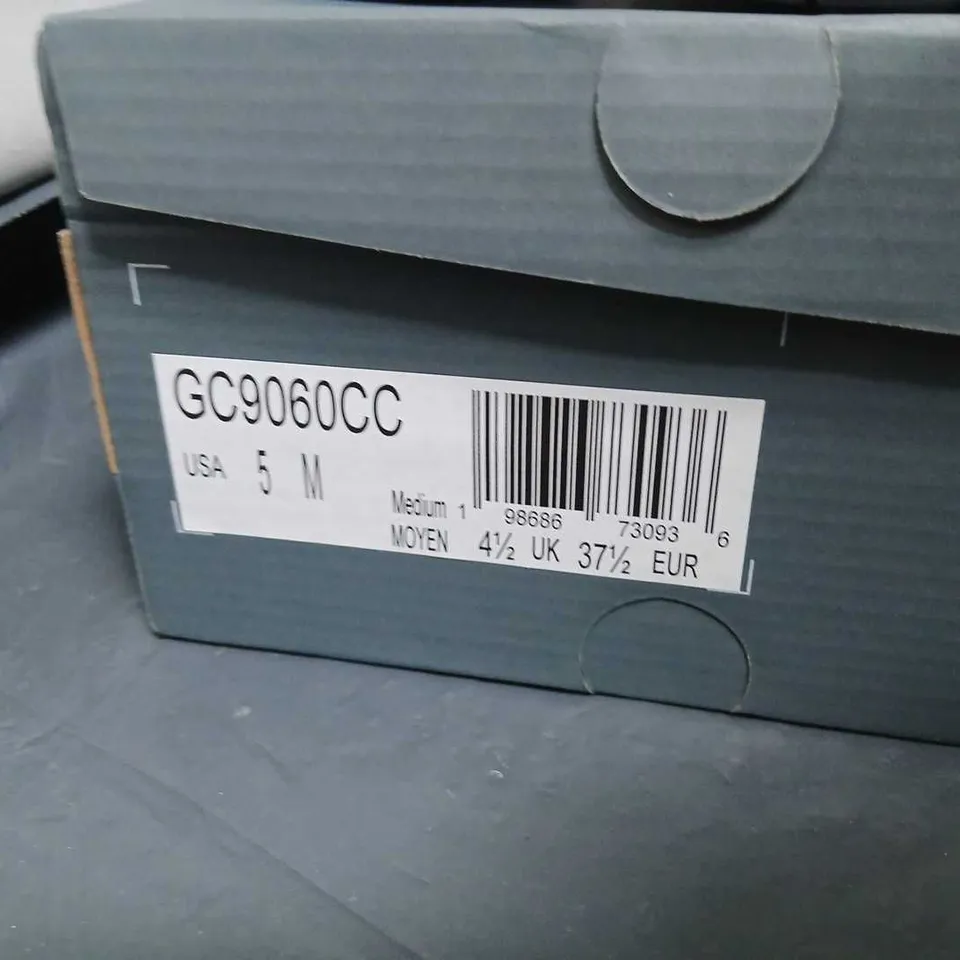 GC9060CC
USA 5 M
Medium 1 98686 73093 6
MOYEN 4½ UK 37½ EUR